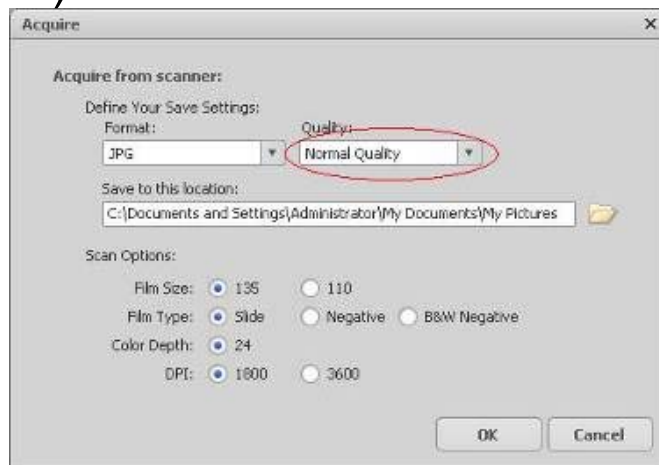 Acquire
Acquire from scanner:
Define Your Save Settings:
Format: Quality:
JPG Normal Quality
Save to this location:
C:\Documents and Settings\Administrator\My Documents\My Pictures
Scan Options:
Film Size: 135 110
Film Type: Slide Negative B&W Negative
Color Depth: 24
DPI: 1800 3600
OK Cancel